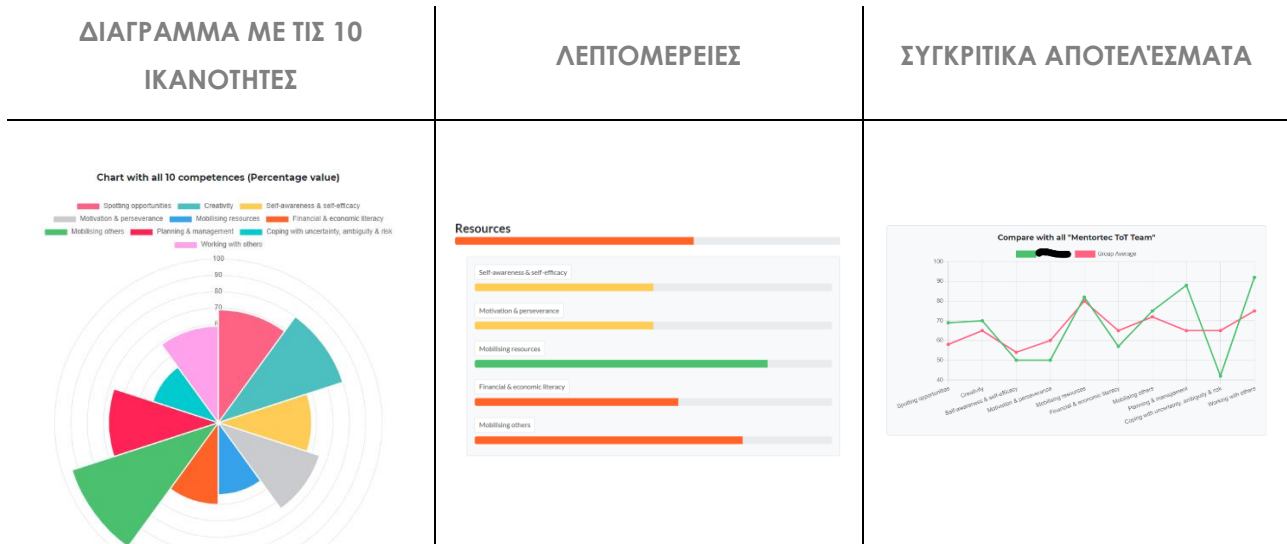 ΔΙΑΓΡΑΜΜΑ ΜΕ ΤΙΣ 10
ΙΚΑΝΟΤΗΤΕΣ
ΛΕΠΤΟΜΕΡΕΙΕΣ
ΣΥΓΚΡΙΤΙΚΑ ΑΠΟΤΕΛΈΣΜΑΤΑ
Chart with all 10 competences (Percentage value)
Spotting opportunities Creativity Self-awareness & self-efficacy
Motivation & perseverance Mobilising resources Financial & economic literacy
Mobilising others Planning & management Coping with uncertainty, ambiguity & risk
Working with others
100
90
80
70
Resources
Self-awareness & self-efficacy
Motivation & perseverance
Mobilising resources
Financial & economic literacy
Mobilising others
Compare with all "Mentortec ToT Team"
Group Average
100
90
80
70
60
50
40
Spotting opportunities
Creativity
Self-awareness & self-efficacy
Motivation & perseverance
Mobilising resources
Financial & economic literacy
Mobilising others
Planning & management
Coping with uncertainty, ambiguity & risk
Working with others